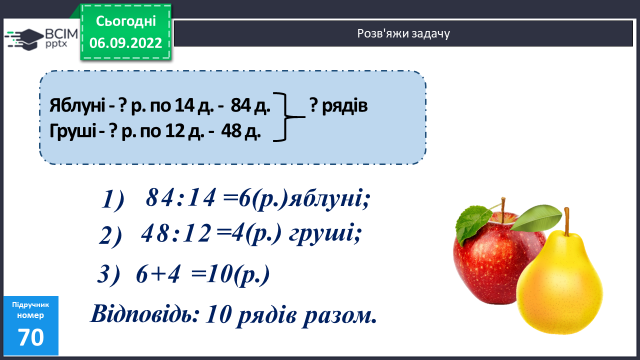 ВСІМ
pptx
Сьогодні
06.09.2022
Розв'яжи задачу
Яблуні - ? р. по 14 д. - 84 д.
? рядів
Груші - ? р. по 12 д. - 48 д.
1) 84:14 =6(р.)яблуні;
2) 48:12=4(р.) груші;
3) 6+4 =10(р.)
Відповідь: 10 рядів разом.
Підручник
номер
70